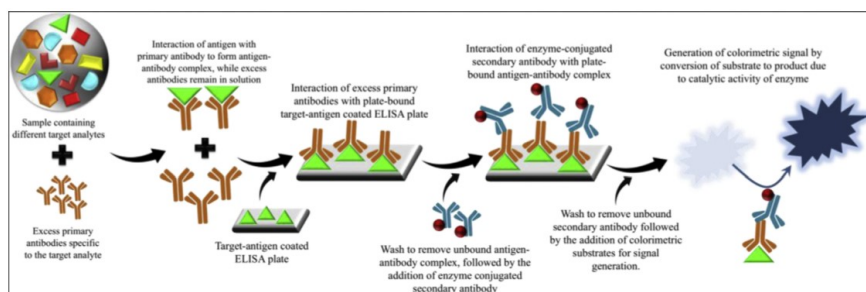 Sample containing
different target analytes
Excess primary
antibodies specific
to the target analyte
Interaction of antigen with
primary antibody to form antigen-
antibody complex, while excess
antibodies remain in solution
Target-antigen coated
ELISA plate
Interaction of excess primary
antibodies with plate-bound
target-antigen coated ELISA plate
Wash to remove unbound antigen-
antibody complex, followed by the
addition of enzyme conjugated
secondary antibody
Interaction of enzyme-conjugated
secondary antibody with plate-
bound antigen-antibody complex
Wash to remove unbound
secondary antibody followed
by the addition of colorimetric
substrates for signal
generation.
Generation of colorimetric signal by
conversion of substrate to product due
to catalytic activity of enzyme